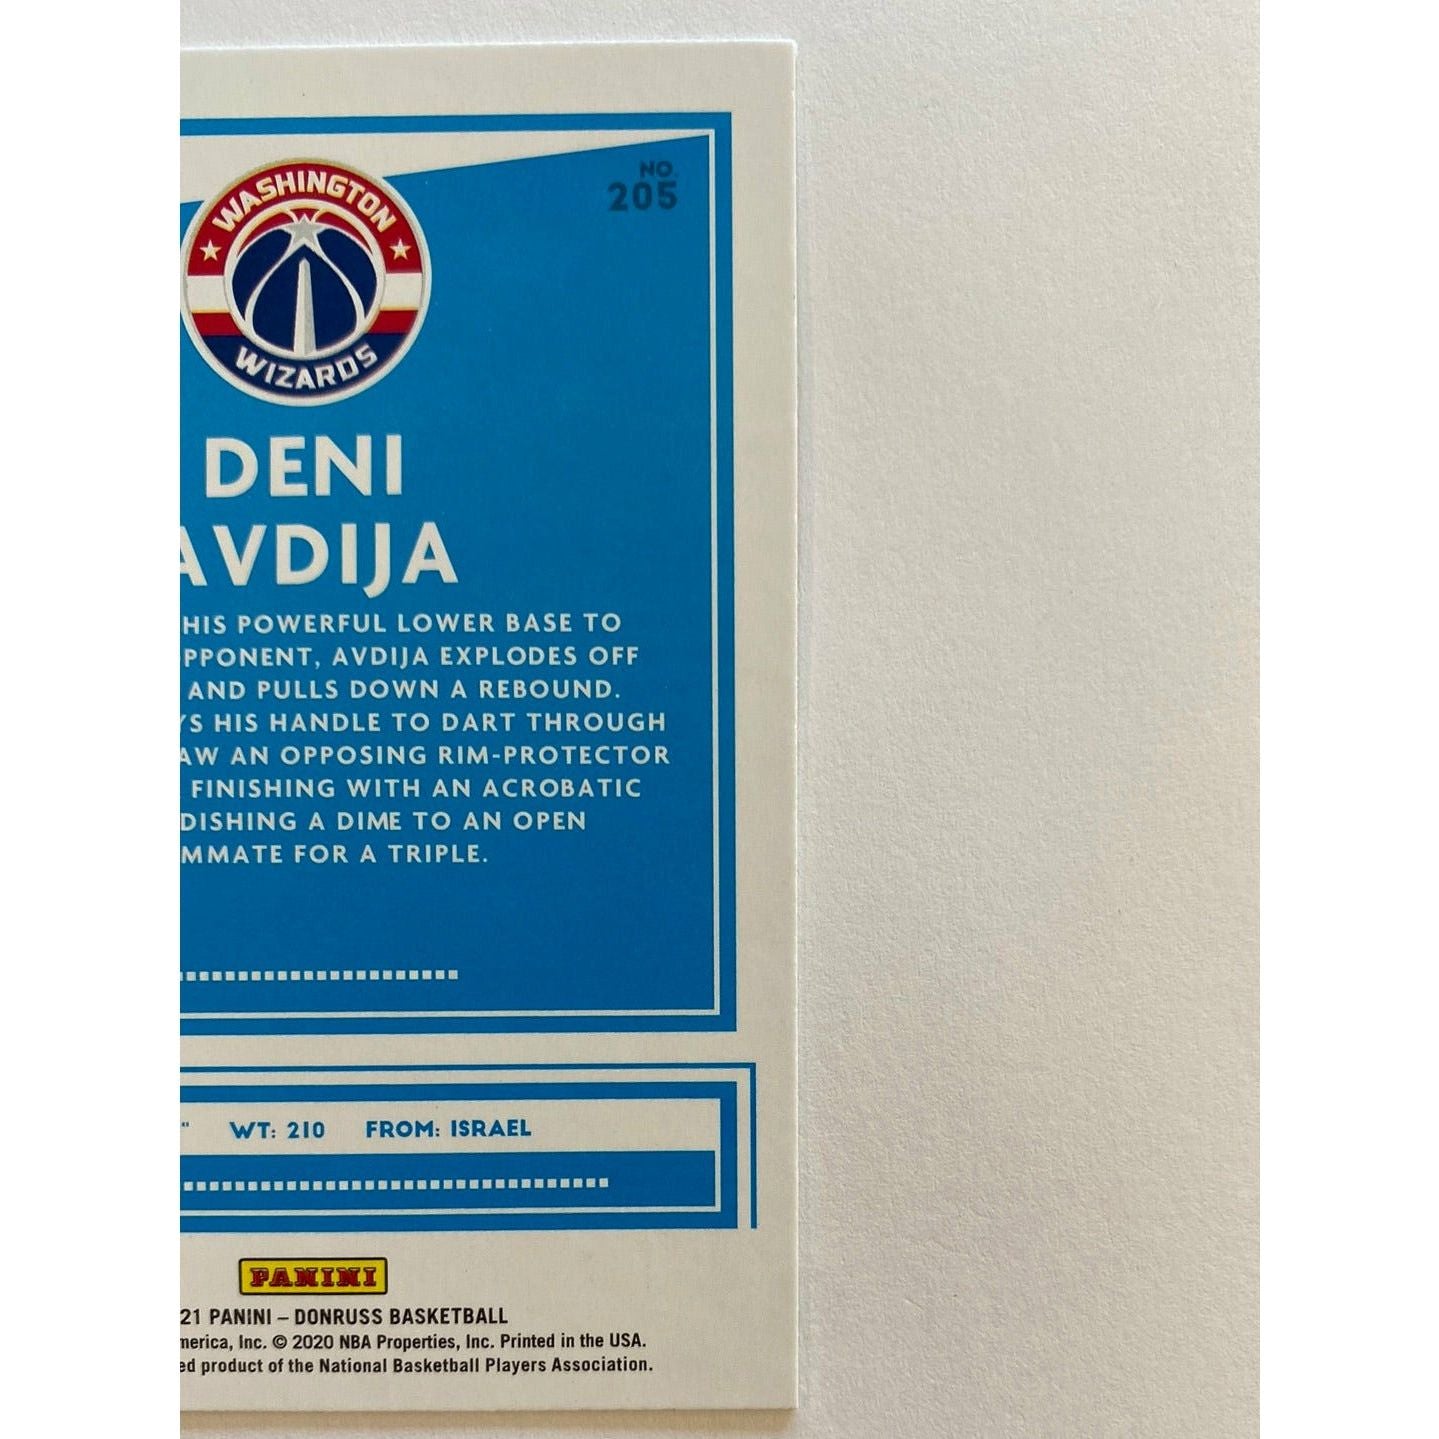 NO.
205
WASHINGTON
WIZARDS
DENI
AVDIJA
HIS POWERFUL LOWER BASE TO
PPONENT, AVDIJA EXPLODES OFF
AND PULLS DOWN A REBOUND.
YS HIS HANDLE TO DART THROUGH
AW AN OPPOSING RIM-PROTECTOR
FINISHING WITH AN ACROBATIC
DISHING A DIME TO AN OPEN
MMATE FOR A TRIPLE.
" WT: 210 FROM: ISRAEL
PANINI
21 PANINI – DONRUSS BASKETBALL
merica, Inc. © 2020 NBA Properties, Inc. Printed in the USA.
ed product of the National Basketball Players Association.